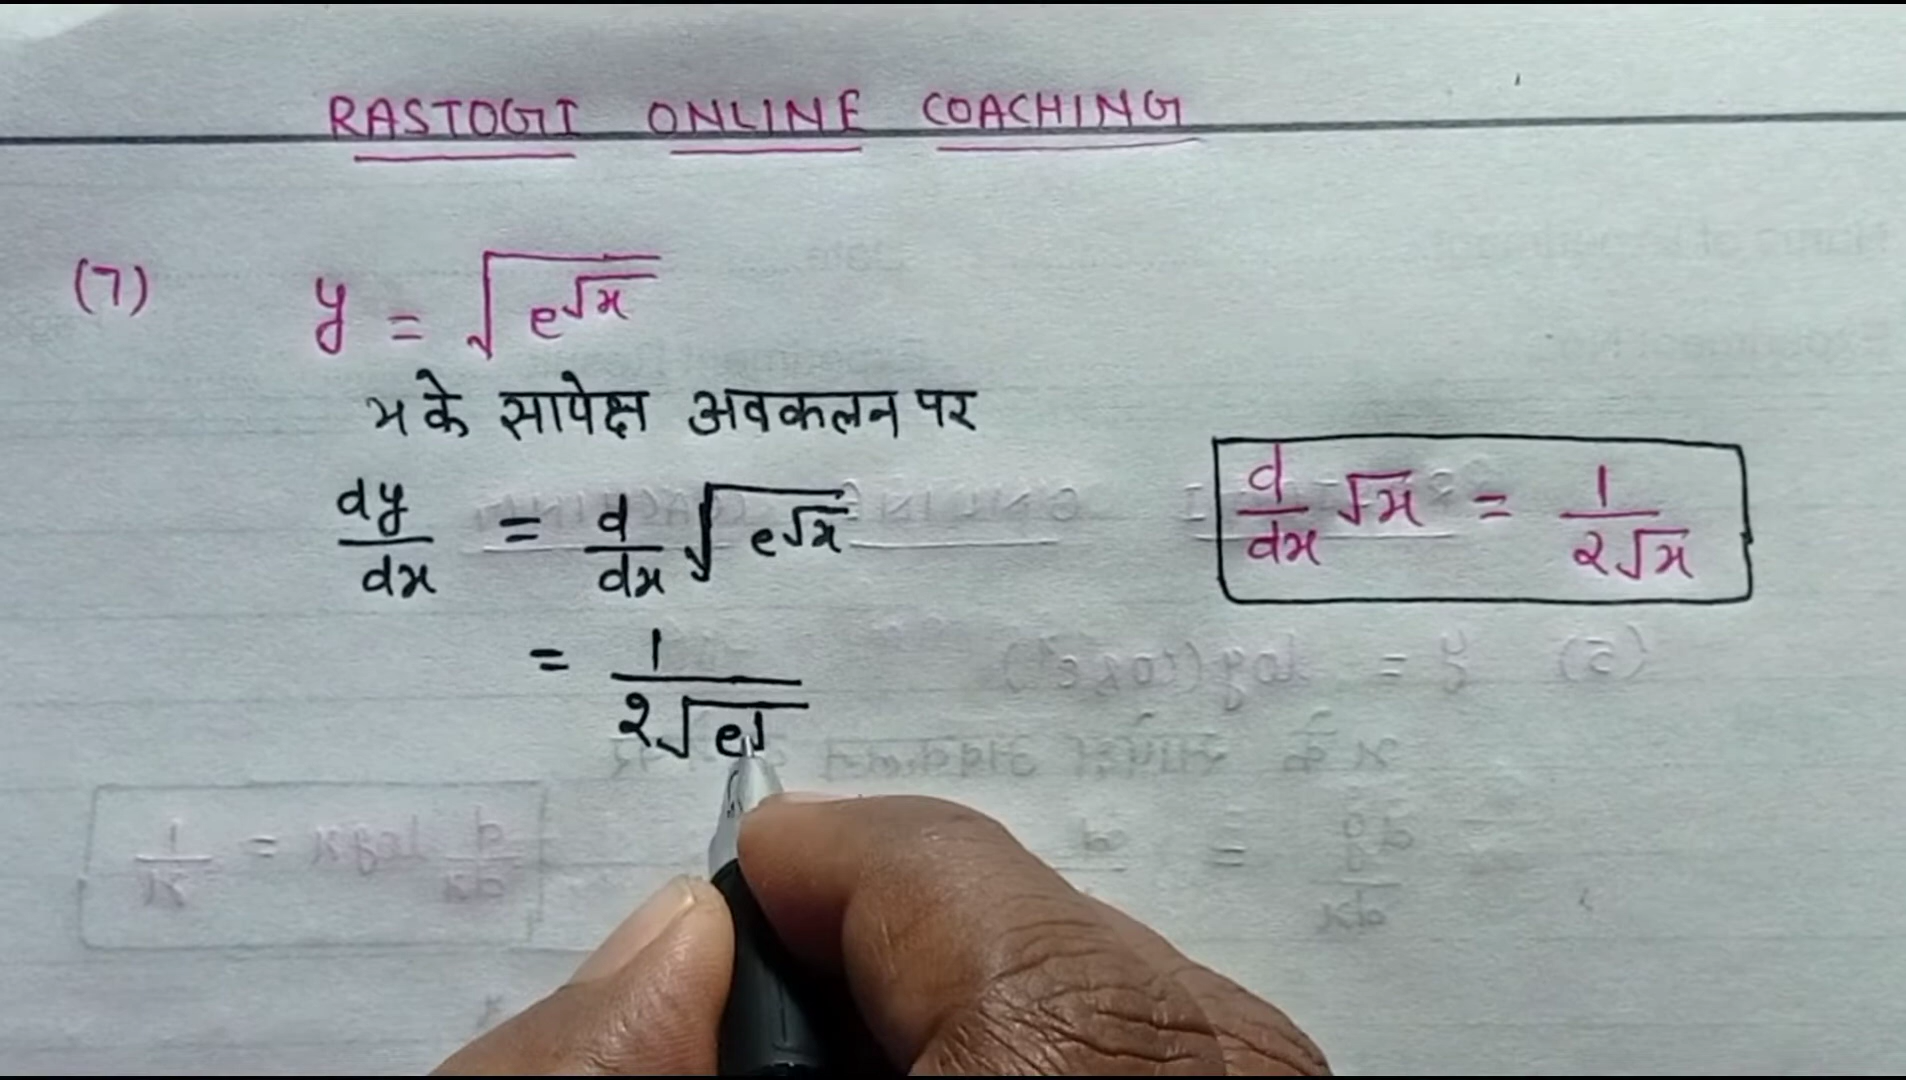 RASTOGI ONLINE COACHING
(7) y = √(e^√x)
x के सापेक्ष अवकलन पर
dy/dx = d/dx √(e^√x)
d/dx √x = 1/(2√x)
= 1/(2√(e^√